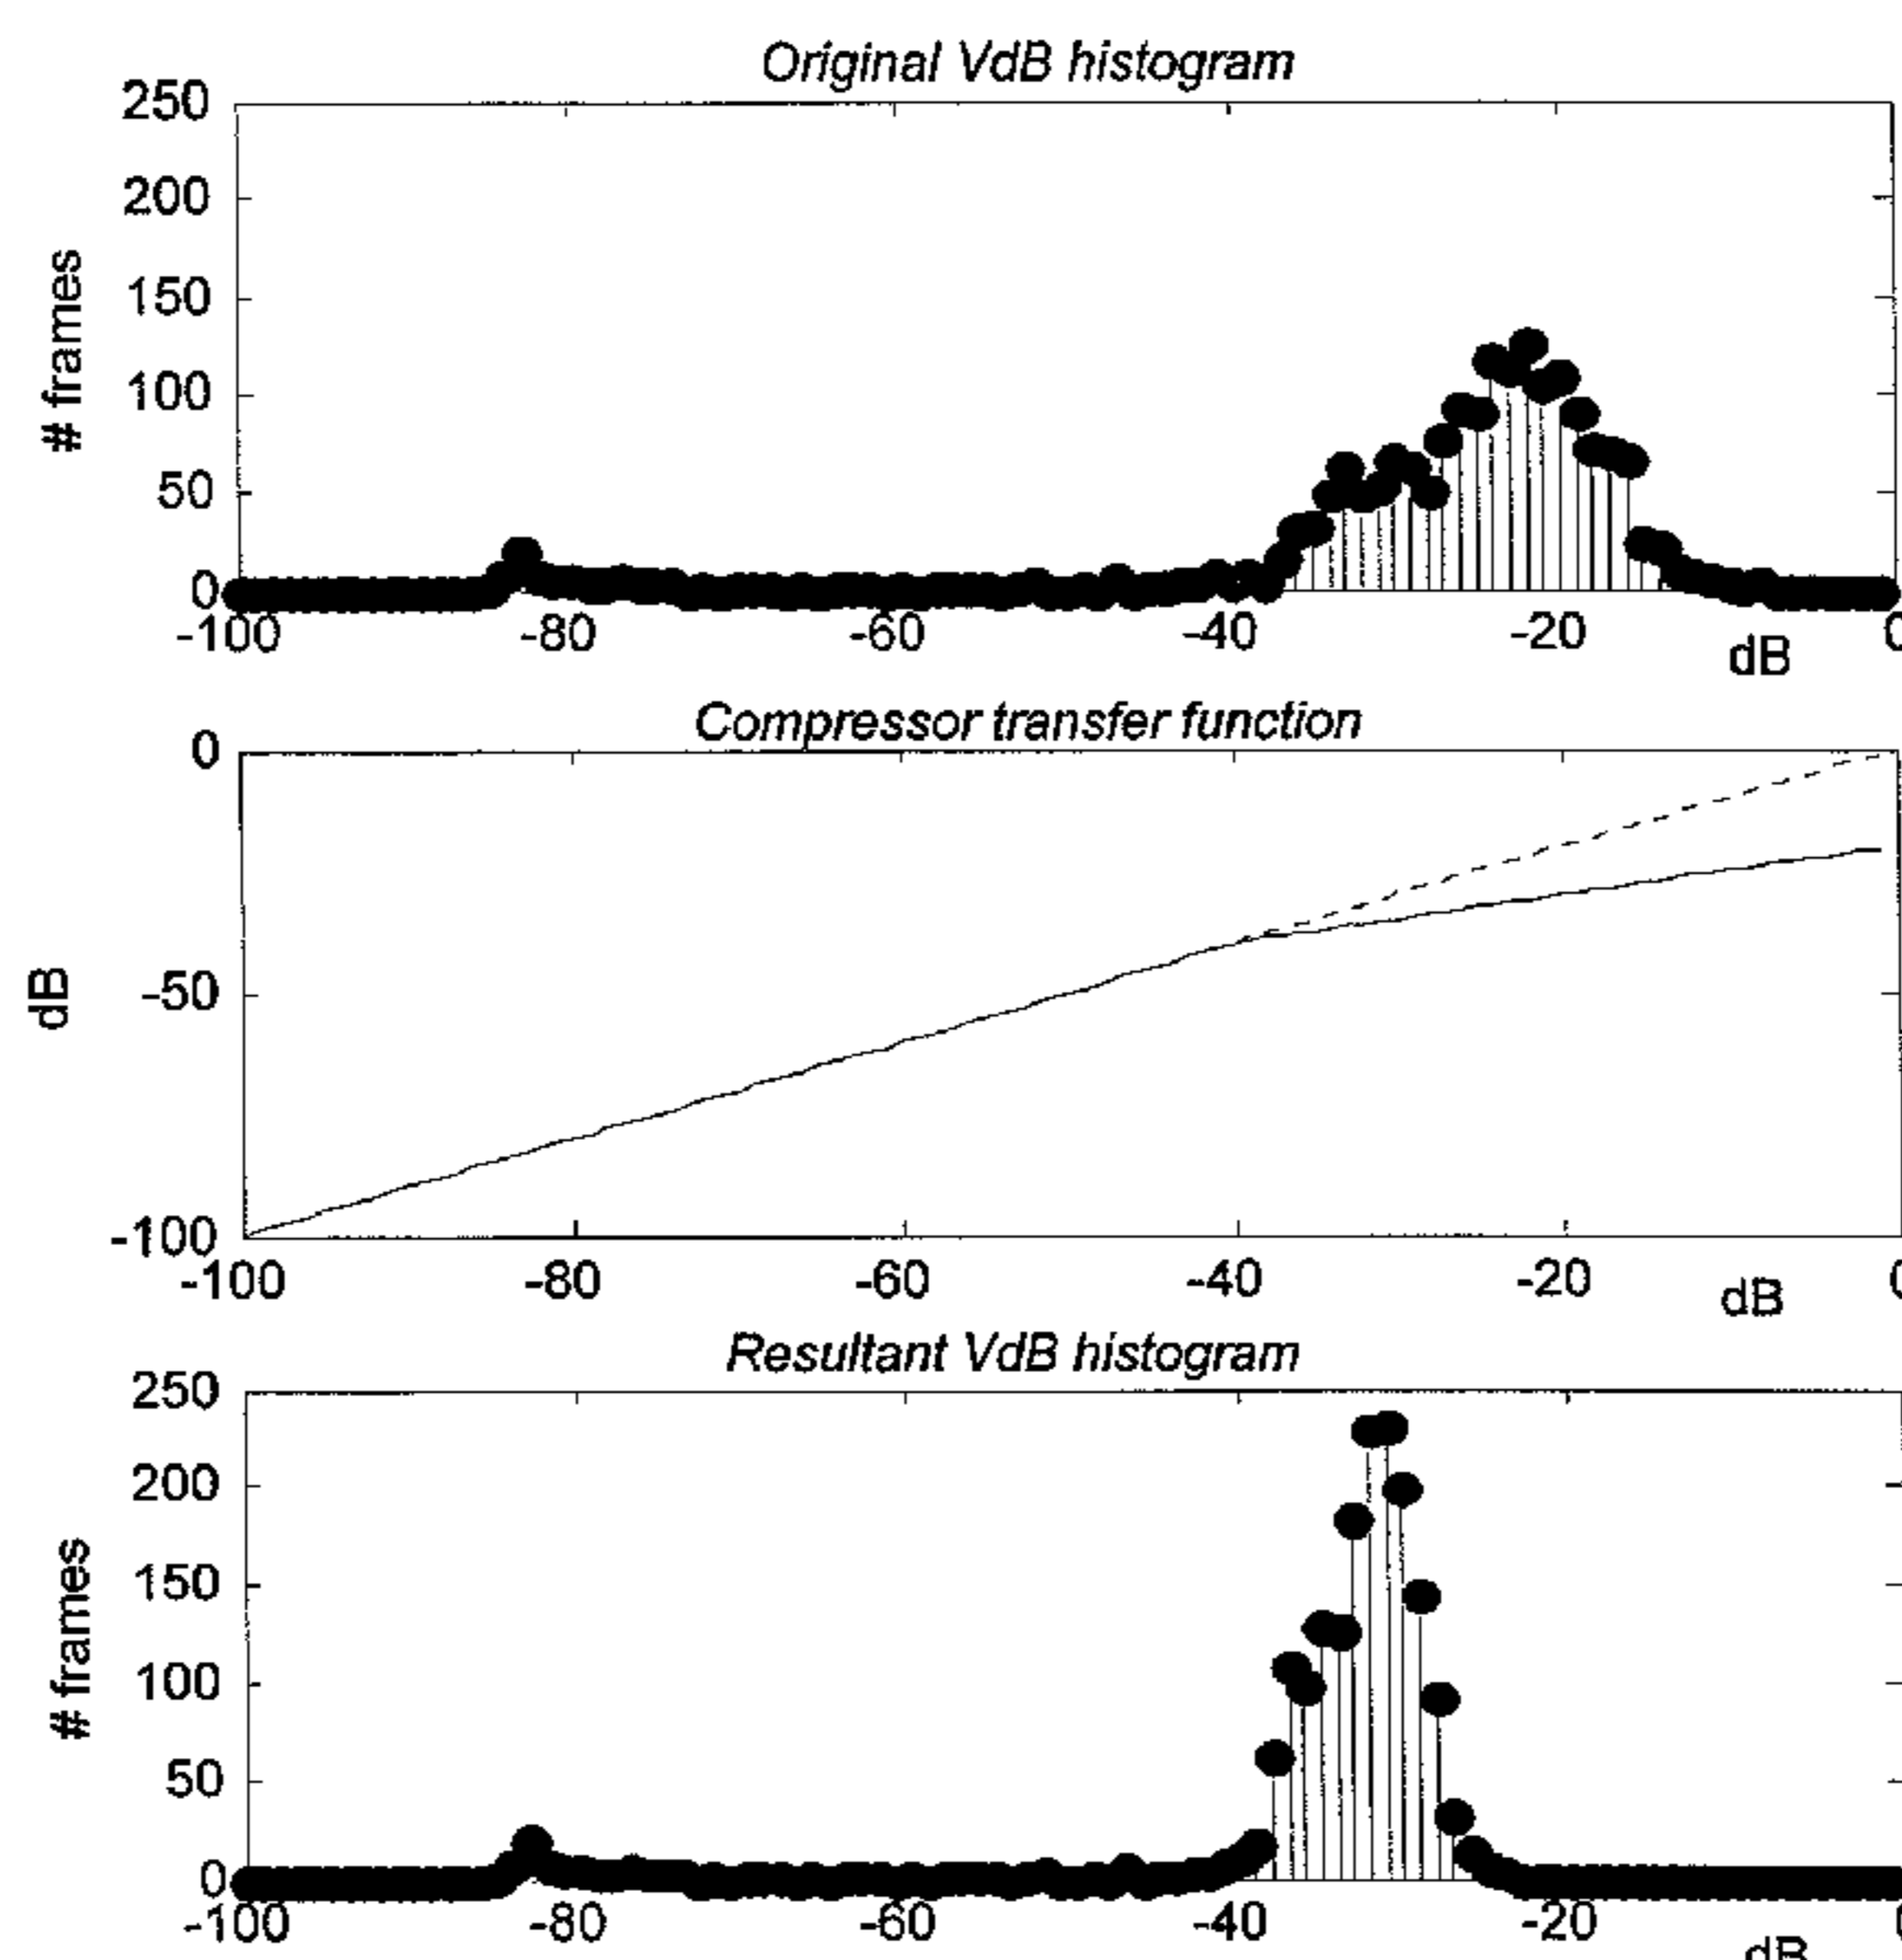 Original VdB histogram
250
200
150
100
50
0
# frames
-100 -80 -60 -40 -20 0
dB
Compressor transfer function
0
-50
-100
dB
-100 -80 -60 -40 -20
dB
Resultant VdB histogram
250
200
150
100
50
0
# frames
-100 -80 -60 -40 -20
dB